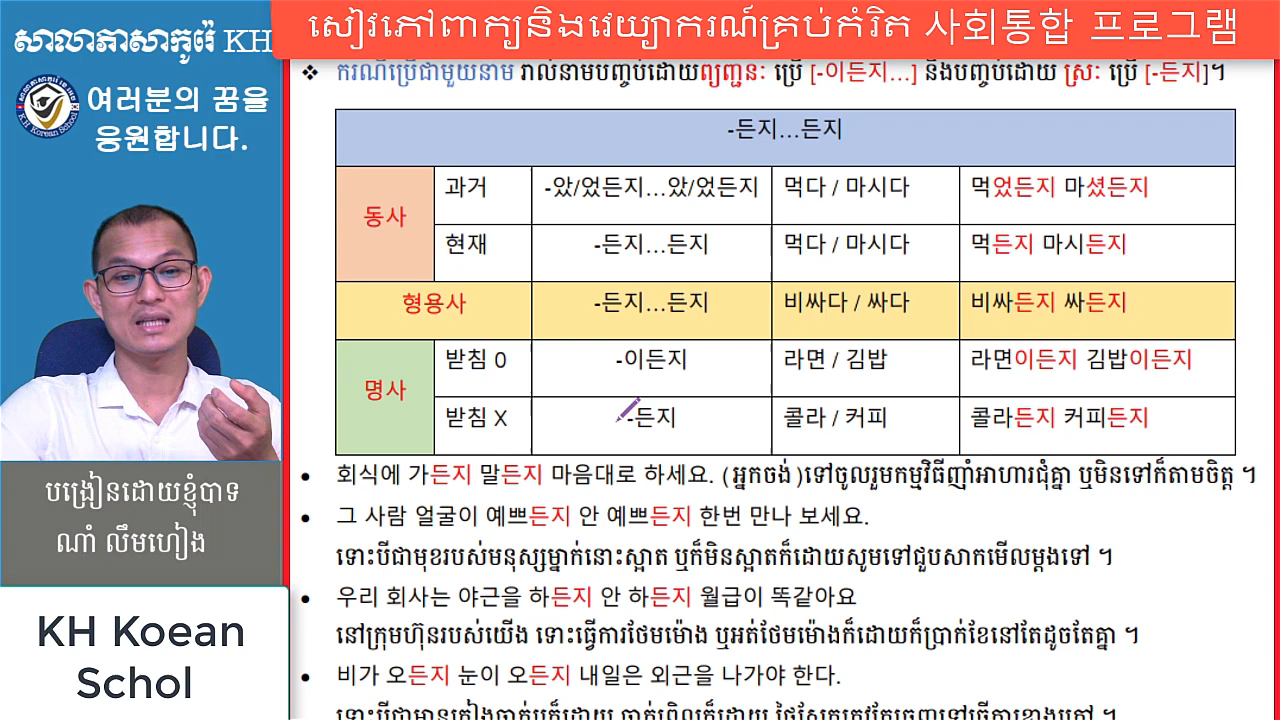 សាលាភាសាកូរ៉េ KH
សៀវភៅពាក្យនិងវេយ្យាករណ៍គ្រប់កំរិត 사회통합 프로그램
여러분의 꿈을
응원합니다.
KH Korean School
❖ ករណីប្រើជាមួយនាម រាល់នាមបញ្ចប់ដោយព្យញ្ជនៈ ប្រើ [-이든지…] និងបញ្ចប់ដោយ ស្រៈ ប្រើ [-든지]។
-든지…든지
동사
과거 -았/었든지…았/었든지 먹다 / 마시다 먹었든지 마셨든지
현재 -든지…든지 먹다 / 마시다 먹든지 마시든지
형용사 -든지…든지 비싸다 / 싸다 비싸든지 싸든지
명사
받침 0 -이든지 라면 / 김밥 라면이든지 김밥이든지
받침 X -든지 콜라 / 커피 콜라든지 커피든지
• 회식에 가든지 말든지 마음대로 하세요. (អ្នកចង់)ទៅចូលរួមកម្មវិធីញ៉ាំអាហារជុំគ្នា ឬមិនទៅក៏តាមចិត្ត ។
• 그 사람 얼굴이 예쁘든지 안 예쁘든지 한번 만나 보세요.
ទោះបីជាមុខរបស់មនុស្សម្នាក់នោះស្អាត ឬក៏មិនស្អាតក៏ដោយសូមទៅជួបសាកមើលម្តងទៅ ។
• 우리 회사는 야근을 하든지 안 하든지 월급이 똑같아요
នៅក្រុមហ៊ុនរបស់យើង ទោះធ្វើការថែមម៉ោង ឬអត់ថែមម៉ោងក៏ដោយក៏ប្រាក់ខែនៅតែដូចតែគ្នា ។
• 비가 오든지 눈이 오든지 내일은 외근을 나가야 한다.
បង្រៀនដោយខ្ញុំបាទ
ណាំ លឹមហៀង
KH Koean
Schol